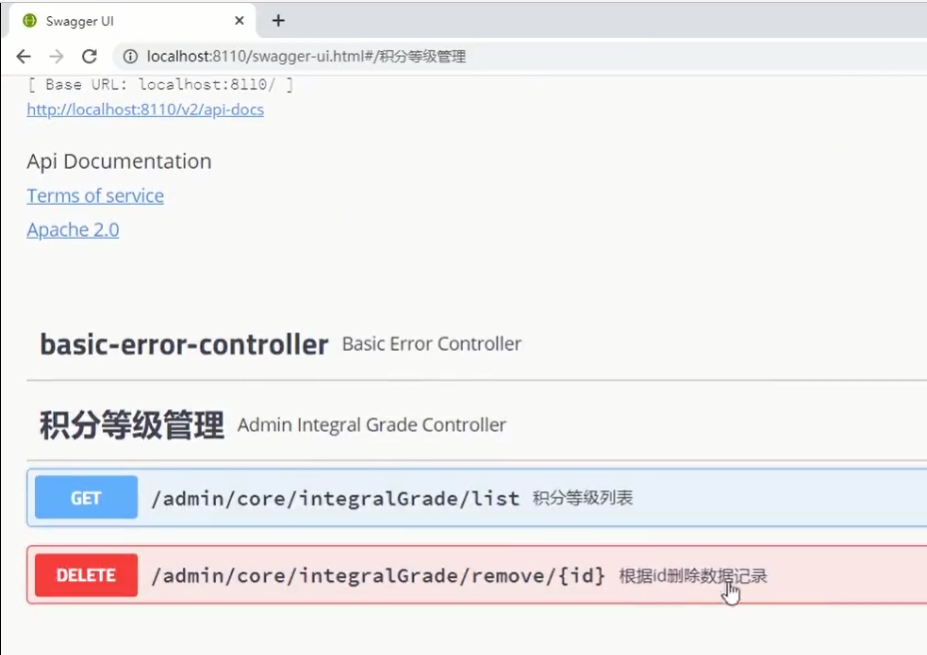 Swagger UI
localhost:8110/swagger-ui.html#/积分等级管理
[ Base URL: localhost:8110/ ]
http://localhost:8110/v2/api-docs
Api Documentation
Terms of service
Apache 2.0
basic-error-controller Basic Error Controller
积分等级管理 Admin Integral Grade Controller
GET /admin/core/integralGrade/list 积分等级列表
DELETE /admin/core/integralGrade/remove/{id} 根据id删除数据记录